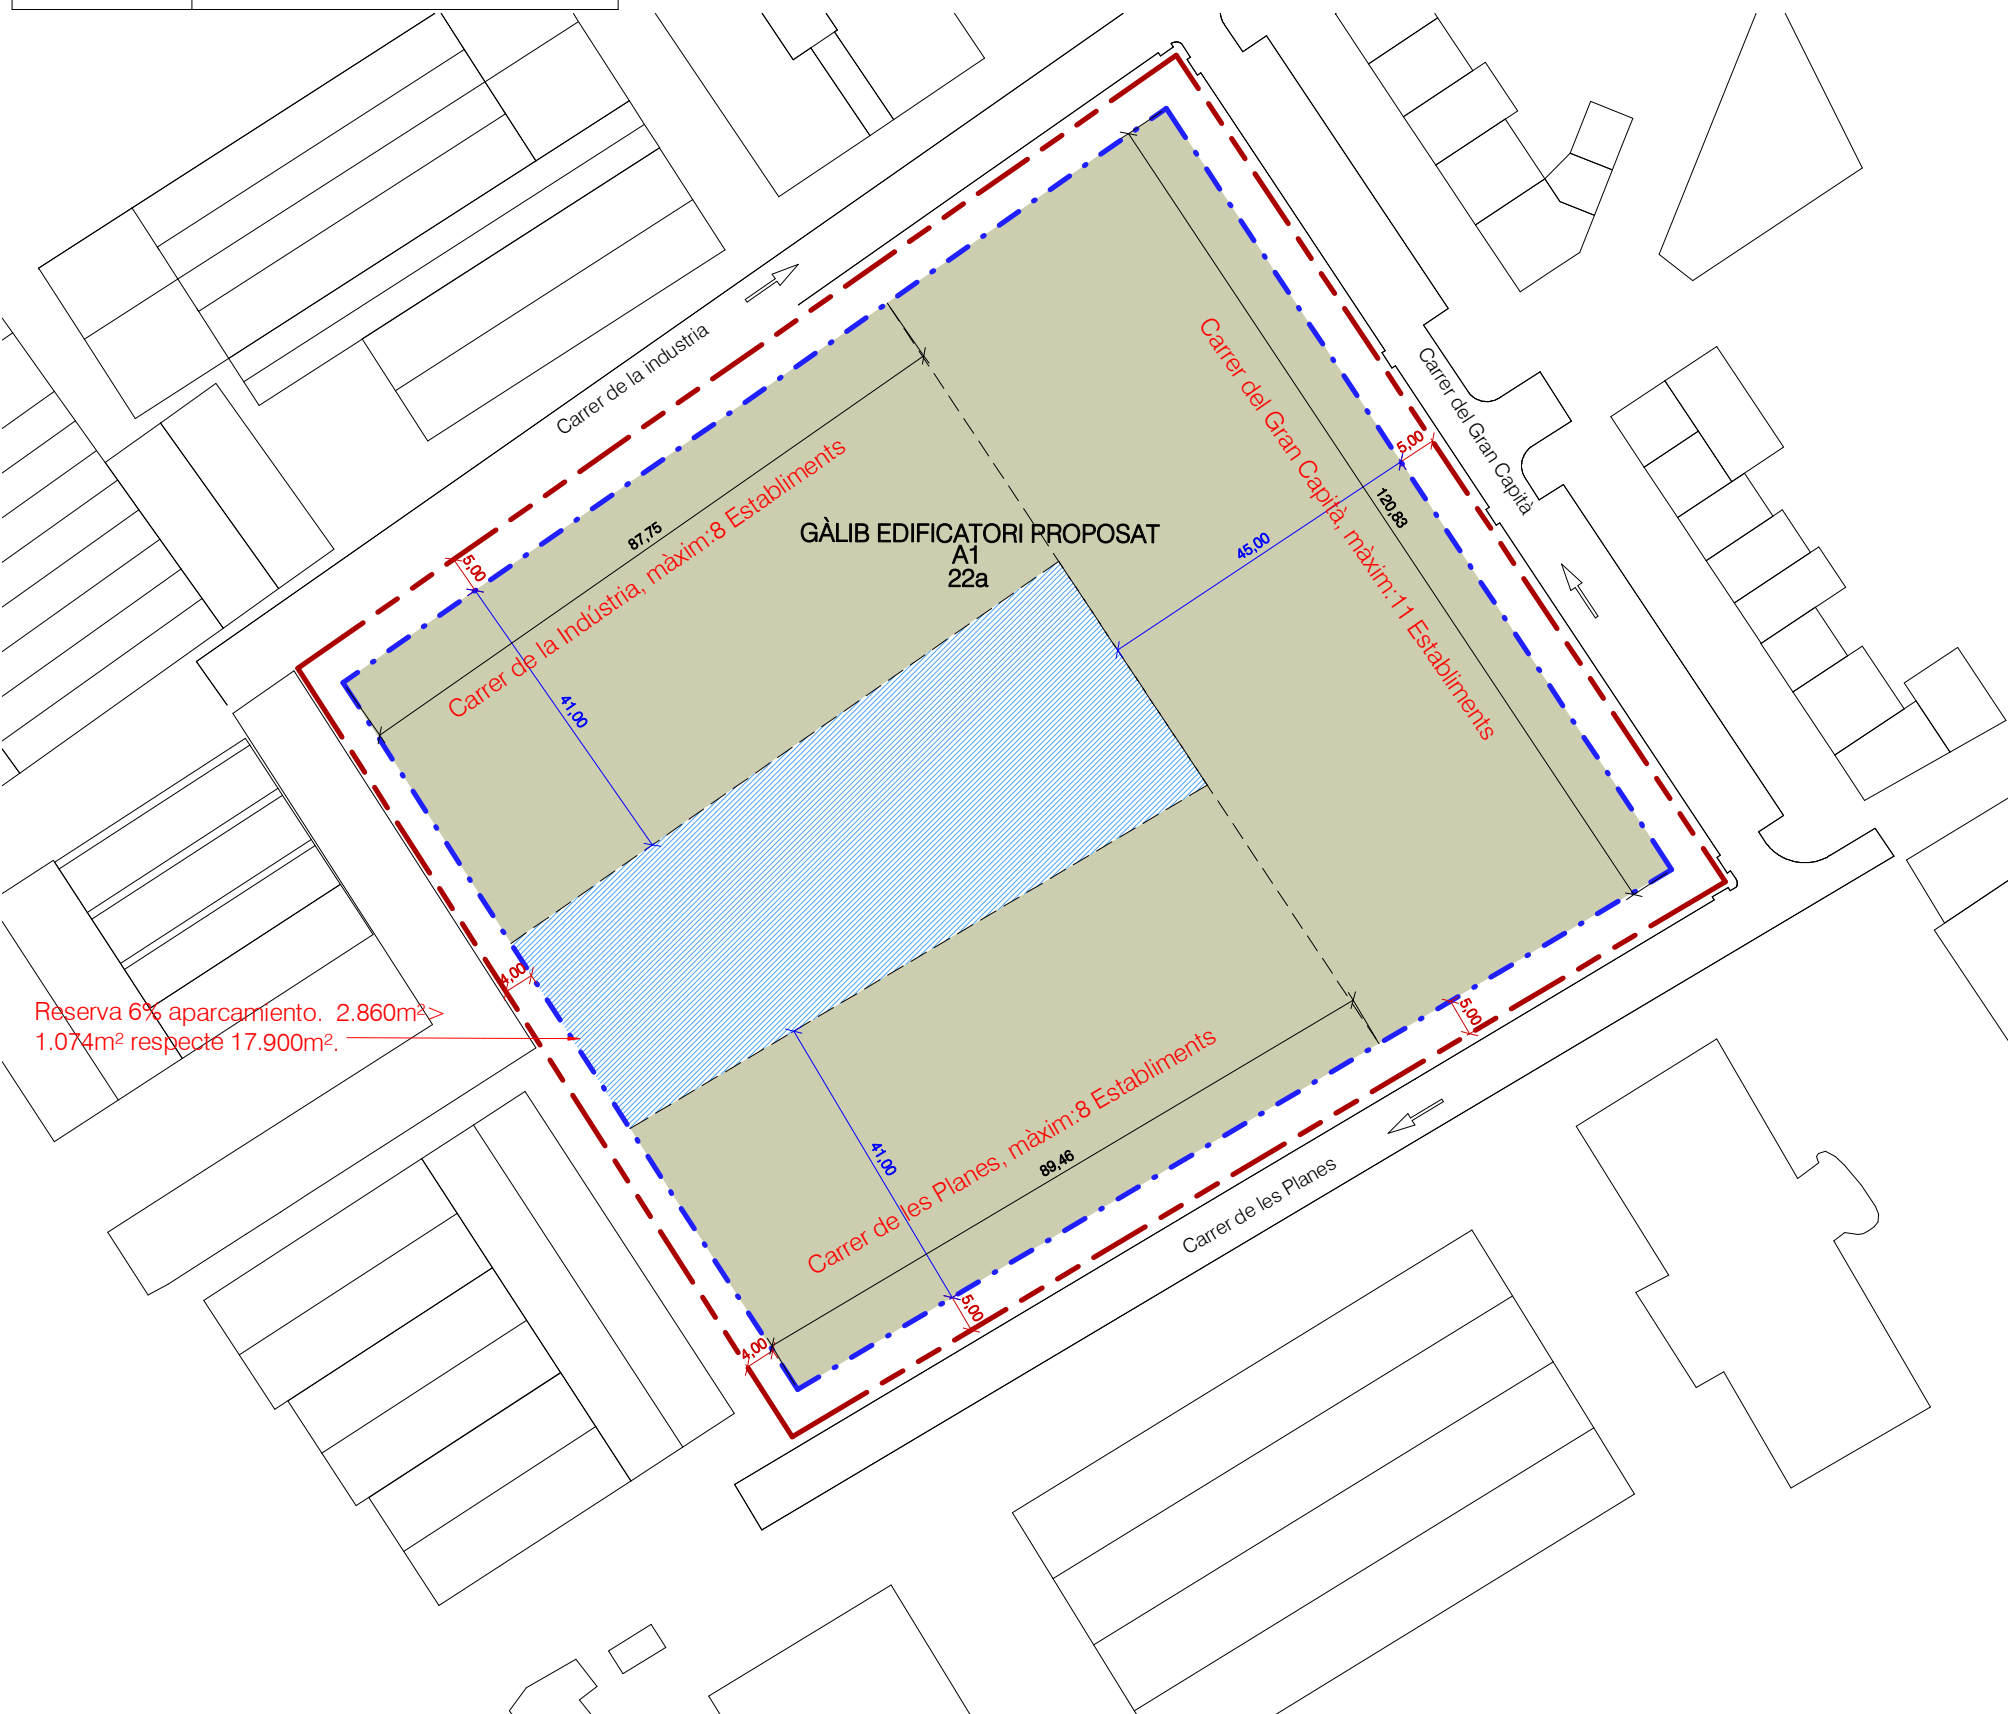 Carrer de la industria
5,00
87,75
Carrer de la Indústria, màxim:8 Establiments
41,00
GÀLIB EDIFICATORI PROPOSAT
A1
22a
Carrer del Gran Capità
5,00
45,00
120,83
Carrer del Gran Capità, màxim:11 Establiments
4,00
Reserva 6% aparcamiento. 2.860m²>
1.074m² respecte 17.900m².
5,00
Carrer de les Planes, màxim:8 Establiments
89,46
41,00
Carrer de les Planes
5,00
4,00